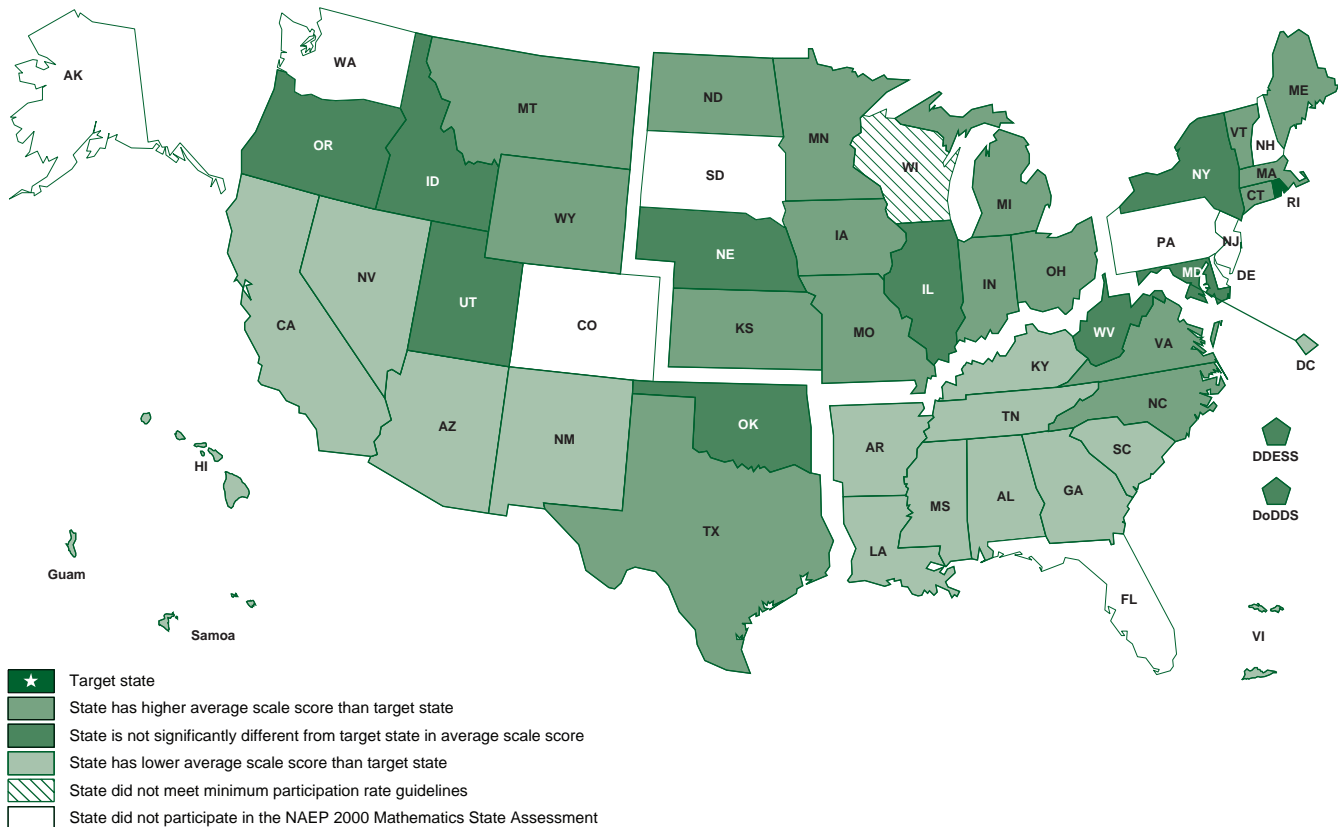 AK
WA
MT
ND
MN
ME
VT
NH
OR
ID
SD
WI
NY
MA
CT
RI
WY
MI
IA
PA
NJ
NE
OH
MD
DE
NV
UT
IL
IN
CA
CO
KS
MO
WV
VA
DC
KY
NC
AZ
NM
OK
TN
AR
SC
DDESS
HI
MS
AL
GA
DoDDS
TX
LA
Guam
FL
Samoa
VI
Target state
State has higher average scale score than target state
State is not significantly different from target state in average scale score
State has lower average scale score than target state
State did not meet minimum participation rate guidelines
State did not participate in the NAEP 2000 Mathematics State Assessment